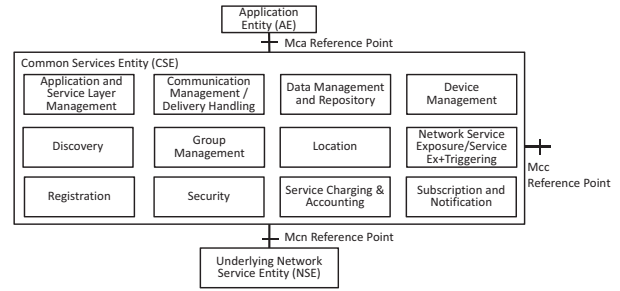 Application
Entity (AE)
Mca Reference Point
Common Services Entity (CSE)
Application and
Service Layer
Management
Communication
Management /
Delivery Handling
Data Management
and Repository
Device
Management
Discovery
Group
Management
Location
Network Service
Exposure/Service
Ex+Triggering
Mcc
Reference Point
Registration
Security
Service Charging &
Accounting
Subscription and
Notification
Mcn Reference Point
Underlying Network
Service Entity (NSE)